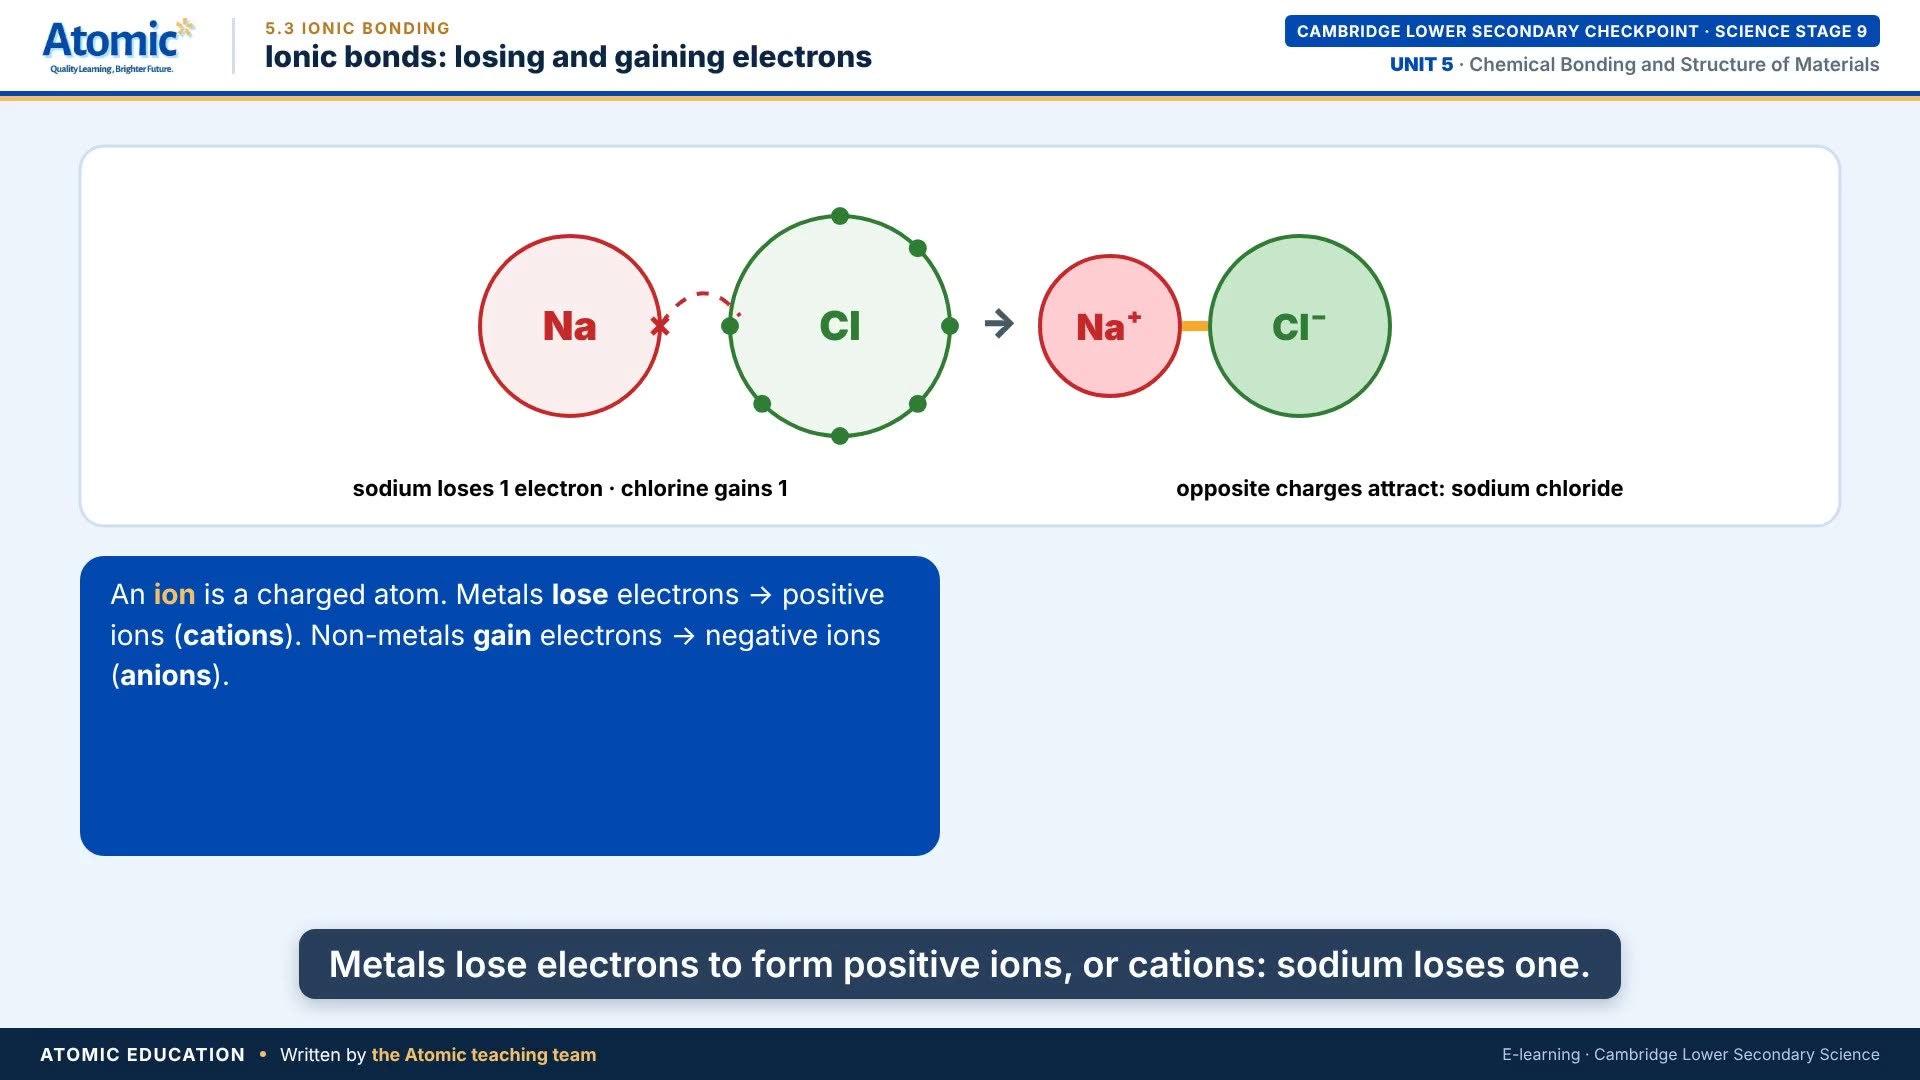 Atomic
Quality Learning, Brighter Future.
5.3 IONIC BONDING
Ionic bonds: losing and gaining electrons
CAMBRIDGE LOWER SECONDARY CHECKPOINT · SCIENCE STAGE 9
UNIT 5 · Chemical Bonding and Structure of Materials
Na
Cl
→
Na⁺
Cl⁻
sodium loses 1 electron · chlorine gains 1
opposite charges attract: sodium chloride
An ion is a charged atom. Metals lose electrons → positive
ions (cations). Non-metals gain electrons → negative ions
(anions).
Metals lose electrons to form positive ions, or cations: sodium loses one.
ATOMIC EDUCATION • Written by the Atomic teaching team
E-learning · Cambridge Lower Secondary Science